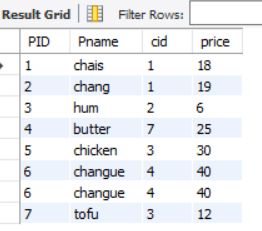 Result Grid Filter Rows:
PID Pname cid price
1 chais 1 18
2 chang 1 19
3 hum 2 6
4 butter 7 25
5 chicken 3 30
6 changue 4 40
6 changue 4 40
7 tofu 3 12